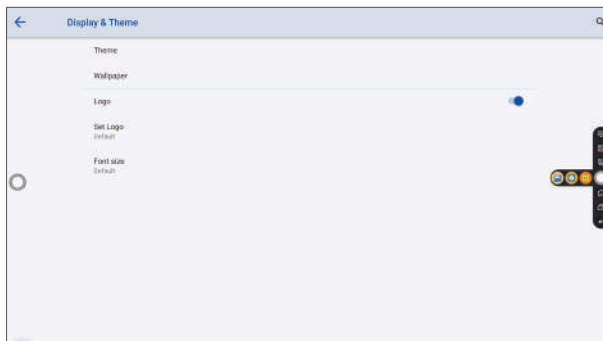 Display & Theme
Theme
Wallpaper
Logo
Set Logo
Default
Font size
Default